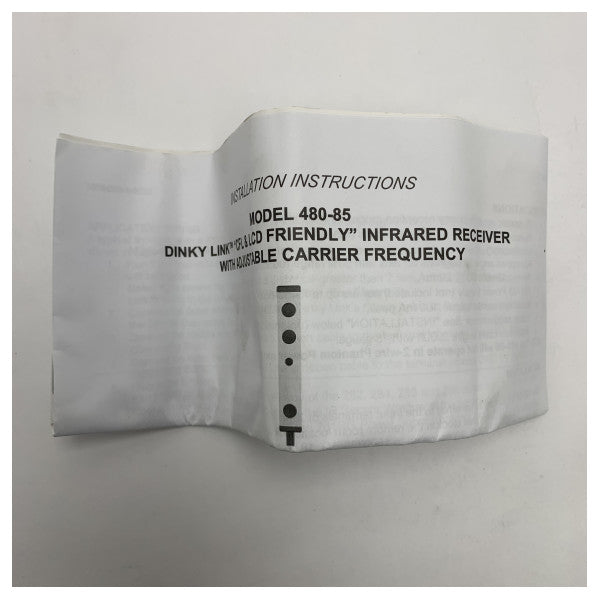 INSTALLATION INSTRUCTIONS
MODEL 480-85
DINKY LINK™ "CFL & LCD FRIENDLY" INFRARED RECEIVER
WITH ADJUSTABLE CARRIER FREQUENCY